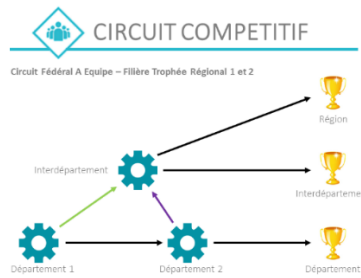 CIRCUIT COMPETITIF
Circuit Fédéral A Equipe – Filière Trophée Régional 1 et 2
Région
Interdépartement
Interdéparteme
Département 1
Département 2
Département